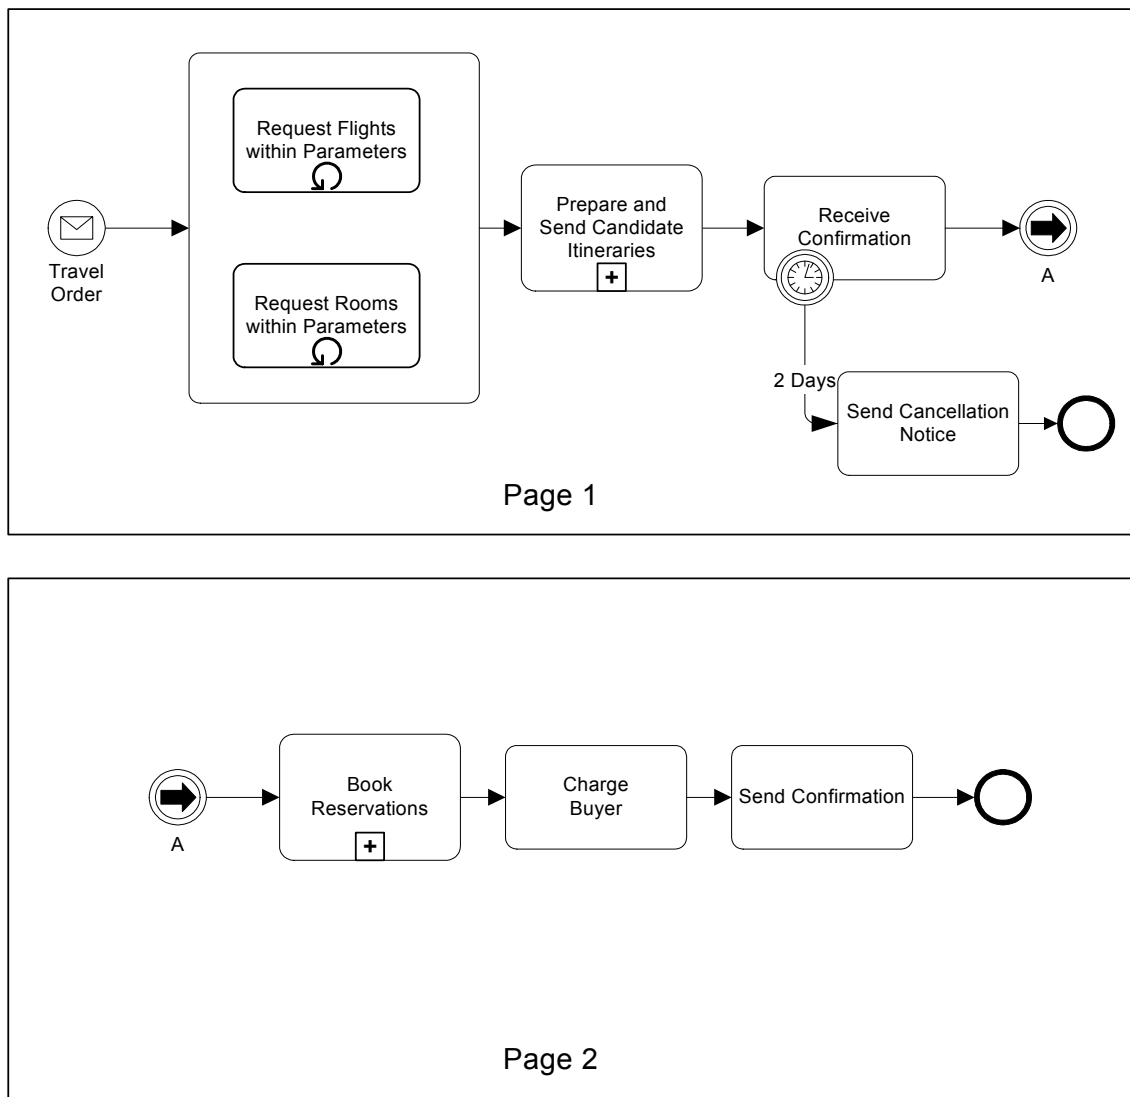 Request Flights
within Parameters
Travel
Order
Request Rooms
within Parameters
Prepare and
Send Candidate
Itineraries
Receive
Confirmation
A
2 Days
Send Cancellation
Notice
Page 1
A
Book
Reservations
Charge
Buyer
Send Confirmation
Page 2